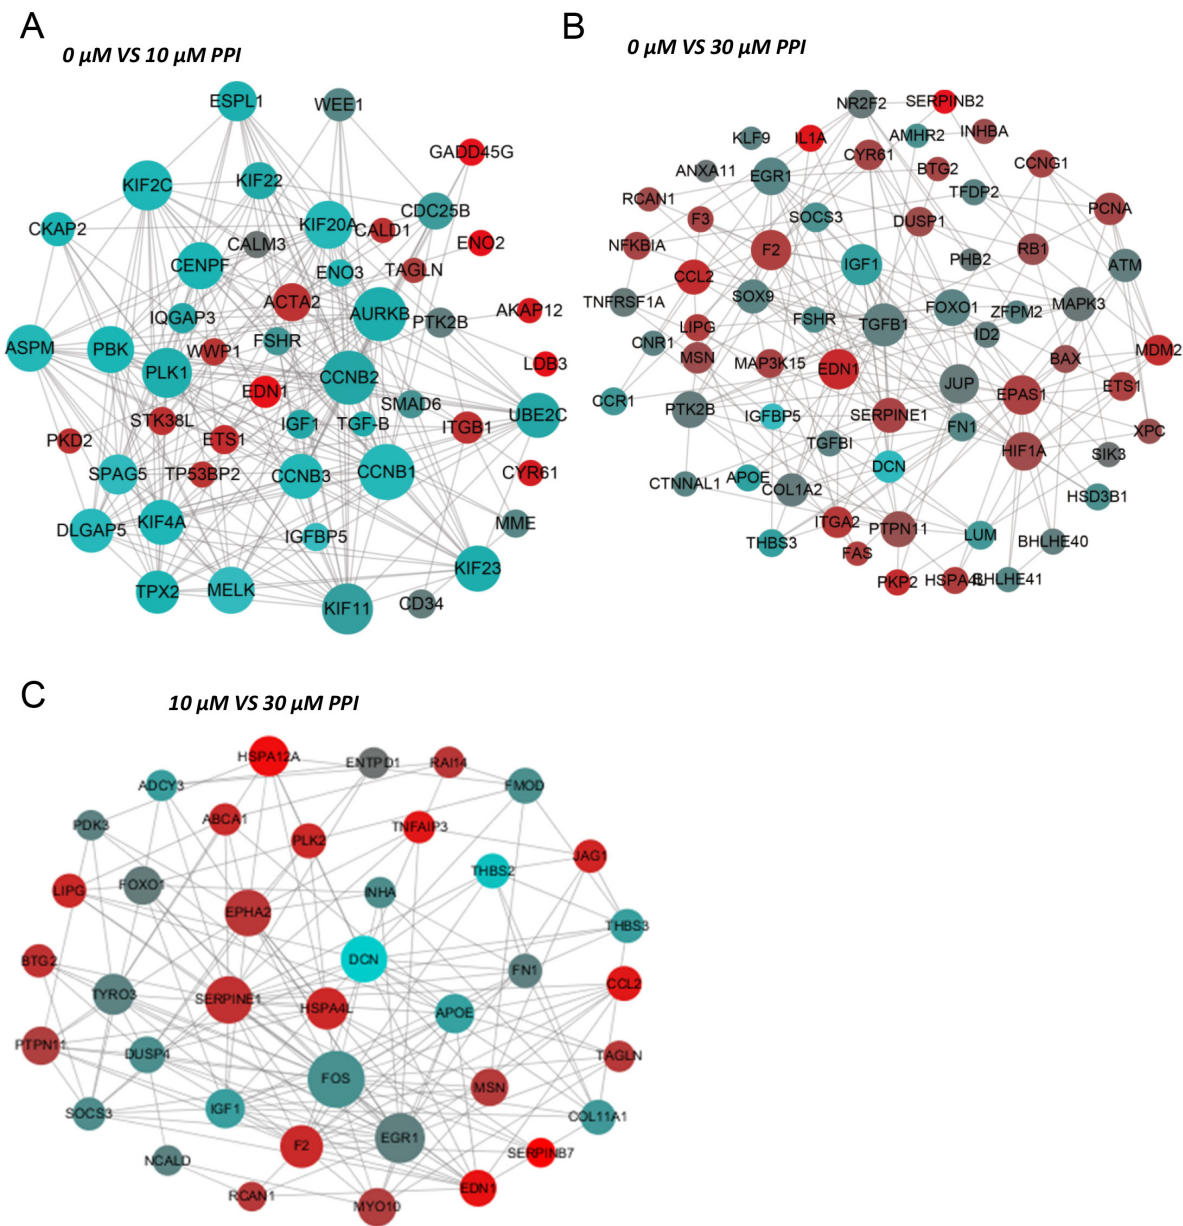 A
0 µM VS 10 µM PPI
ESPL1
WEE1
GADD45G
KIF2C
KIF22
CDC25B
KIF20A
CALD1
CKAP2
CALM3
ENO2
CENPF
ENO3
TAGLN
ACTA2
AKAP12
IQGAP3
AURKB
PTK2B
ASPM
PBK
WWP1
FSHR
LDB3
PLK1
CCNB2
EDN1
SMAD6
UBE2C
STK38L
IGF1
TGF-B
ITGB1
PKD2
ETS1
SPAG5
TP53BP2
CCNB3
CCNB1
CYR61
DLGAP5
KIF4A
IGFBP5
MME
KIF23
TPX2
MELK
KIF11
CD34
B
0 µM VS 30 µM PPI
NR2F2
SERPINB2
KLF9
IL1A
AMHR2
INHBA
CYR61
CCNG1
ANXA11
EGR1
BTG2
TFDP2
RCAN1
F3
SOCS3
DUSP1
PCNA
NFKBIA
F2
IGF1
PHB2
RB1
ATM
CCL2
TNFRSF1A
SOX9
FSHR
TGFB1
FOXO1
ZFPM2
MAPK3
LIPG
ID2
CNR1
MSN
MAP3K15
EDN1
BAX
MDM2
JUP
EPAS1
ETS1
CCR1
PTK2B
IGFBP5
SERPINE1
FN1
XPC
TGFBI
HIF1A
SIK3
DCN
CTNNAL1
APOE
COL1A2
HSD3B1
ITGA2
PTPN11
LUM
BHLHE40
THBS3
FAS
PKP2
HSPA4L
BHLHE41
C
10 µM VS 30 µM PPI
HSPA12A
ENTPD1
RAI14
ADCY3
FMOD
PDK3
ABCA1
PLK2
TNFAIP3
JAG1
LIPG
FOXO1
INHA
THBS2
EPHA2
THBS3
BTG2
DCN
FN1
CCL2
TYRO3
SERPINE1
HSPA4L
APOE
PTPN11
DUSP4
TAGLN
FOS
MSN
SOCS3
IGF1
COL11A1
F2
EGR1
SERPINB7
NCALD
EDN1
RCAN1
MYO10